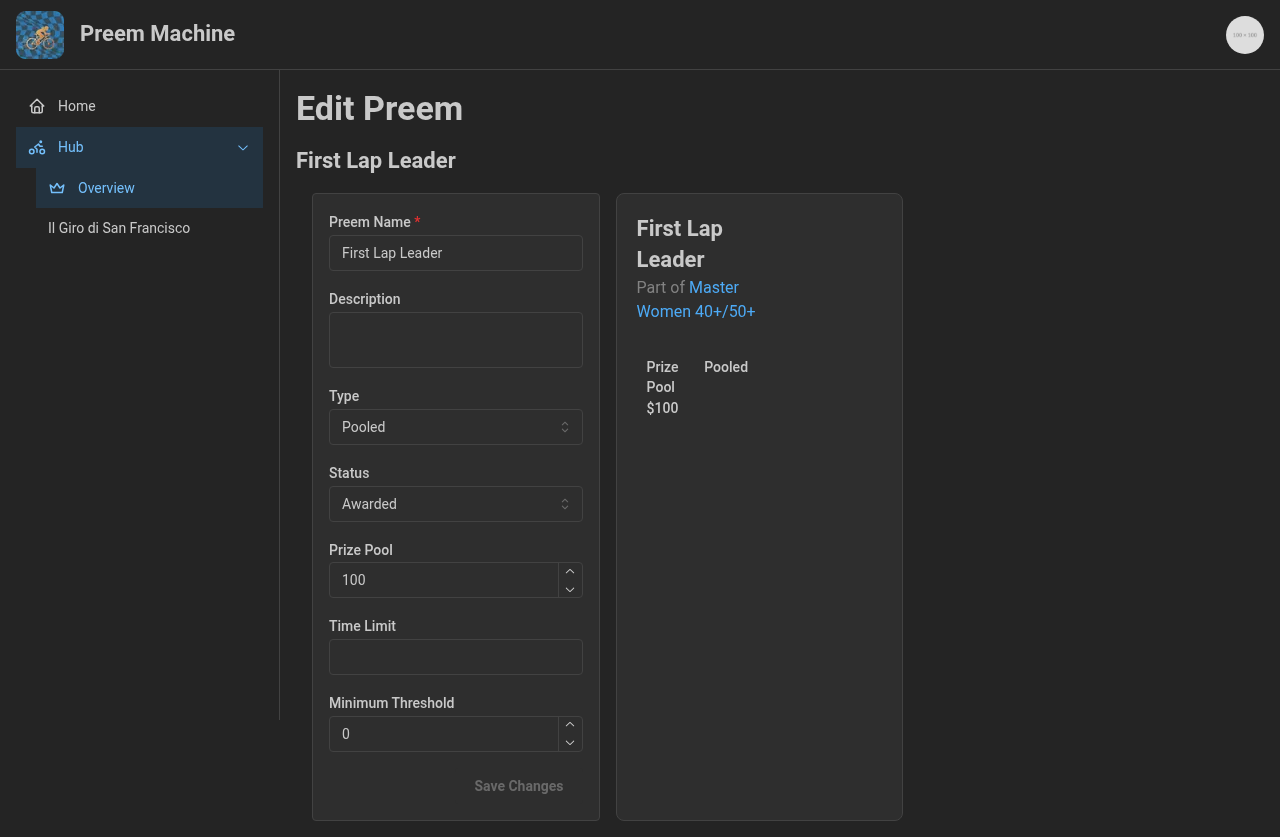 Preem Machine
100 × 100
Home
Hub
Overview
Il Giro di San Francisco
Edit Preem
First Lap Leader
Preem Name *
First Lap Leader
Description
Type
Pooled
Status
Awarded
Prize Pool
100
Time Limit
Minimum Threshold
0
Save Changes
First Lap
Leader
Part of Master
Women 40+/50+
Prize
Pool
$100
Pooled